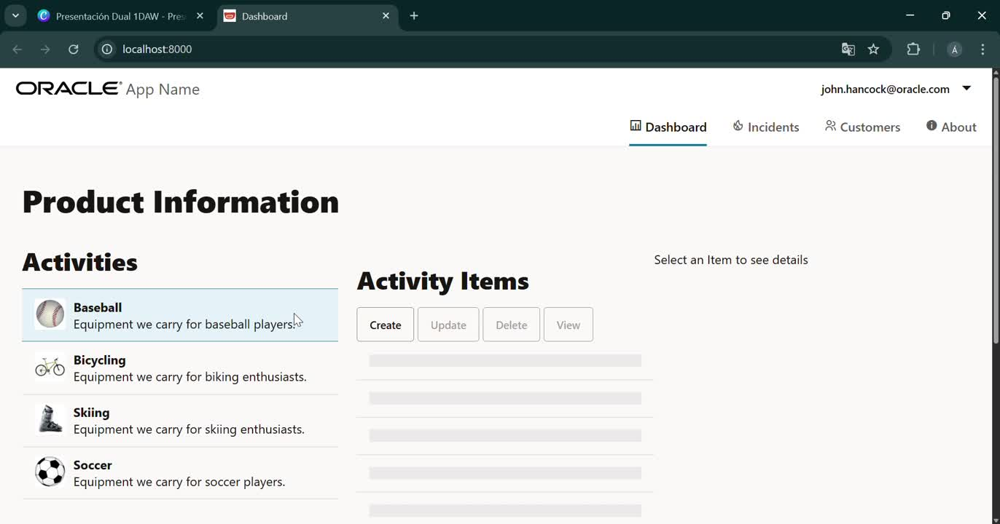 Presentación Dual 1DAW - Pres
Dashboard
localhost:8000
Á
ORACLE® App Name
john.hancock@oracle.com
Dashboard
Incidents
Customers
About
Product Information
Activities
Baseball
Equipment we carry for baseball players.
Bicycling
Equipment we carry for biking enthusiasts.
Skiing
Equipment we carry for skiing enthusiasts.
Soccer
Equipment we carry for soccer players.
Activity Items
Create Update Delete View
Select an Item to see details